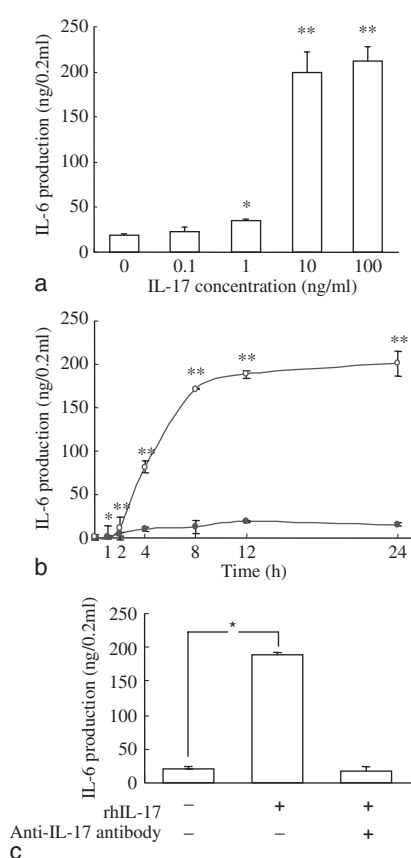 IL-6 production (ng/0.2ml)
250
200
150
100
50
0
** **
*
0 0.1 1 10 100
IL-17 concentration (ng/ml)
a
IL-6 production (ng/0.2ml)
200
150
100
50
0
* ** ** ** ** **
1 2 4 8 12 24
Time (h)
b
IL-6 production (ng/0.2ml)
200
150
100
50
0
*
rhIL-17 – + +
Anti-IL-17 antibody – – +
c